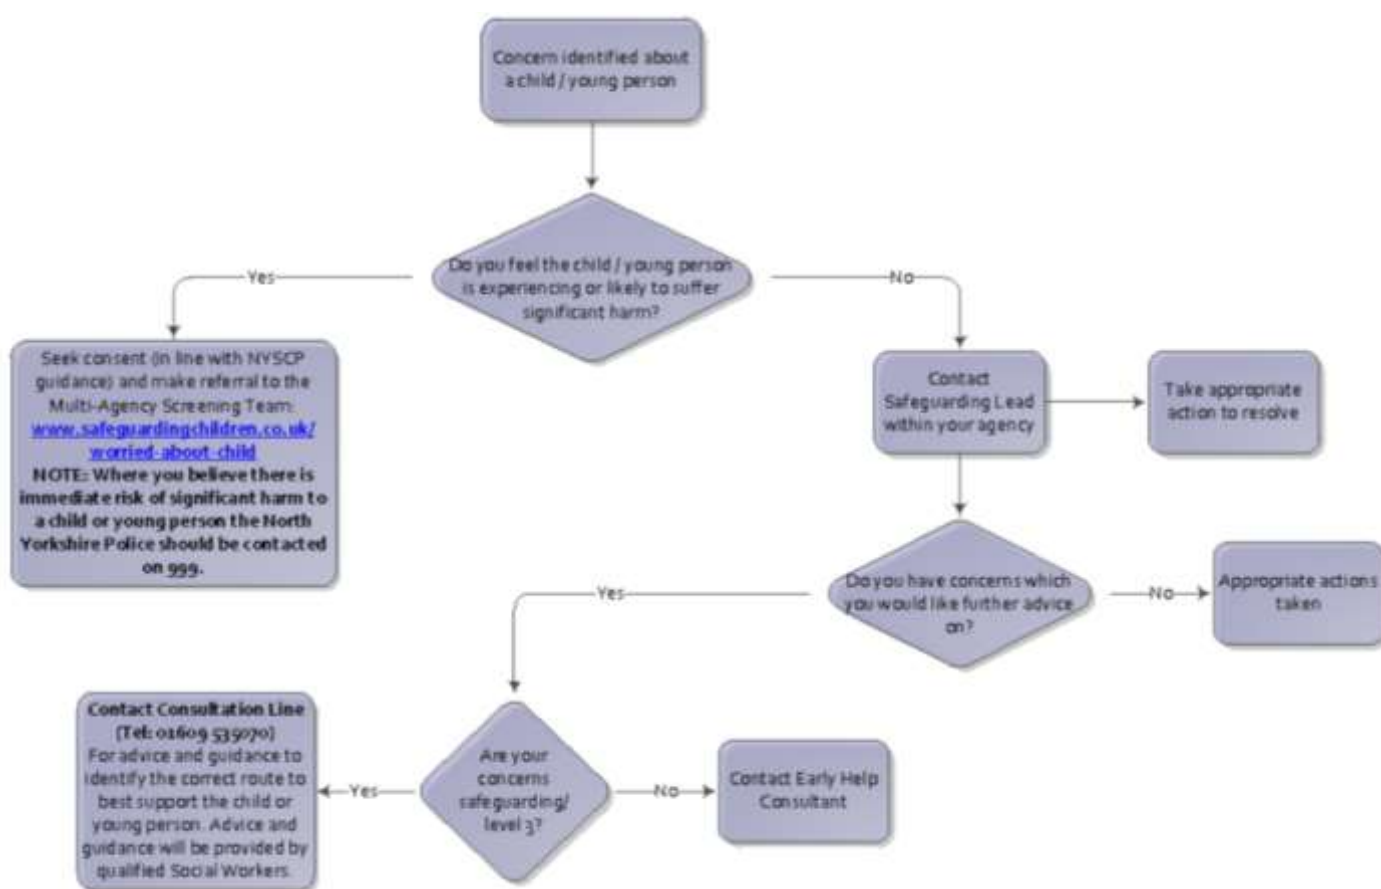 Concern identified about
a child / young person
Do you feel the child / young person
is experiencing or likely to suffer
significant harm?
Yes
No
Seek consent (in line with NYSCP
guidance) and make referral to the
Multi-Agency Screening Team:
www.safeguardingchildren.co.uk/
worried-about-child
NOTE: Where you believe there is
immediate risk of significant harm to
a child or young person the North
Yorkshire Police should be contacted
on 999.
Contact
Safeguarding Lead
within your agency
Take appropriate
action to resolve
Do you have concerns which
you would like further advice
on?
Yes
No
Appropriate actions
taken
Are your
concerns
safeguarding/
level 3?
Yes
No
Contact Consultation Line
(Tel: 01609 535070)
For advice and guidance to
identify the correct route to
best support the child or
young person. Advice and
guidance will be provided by
qualified Social Workers.
Contact Early Help
Consultant